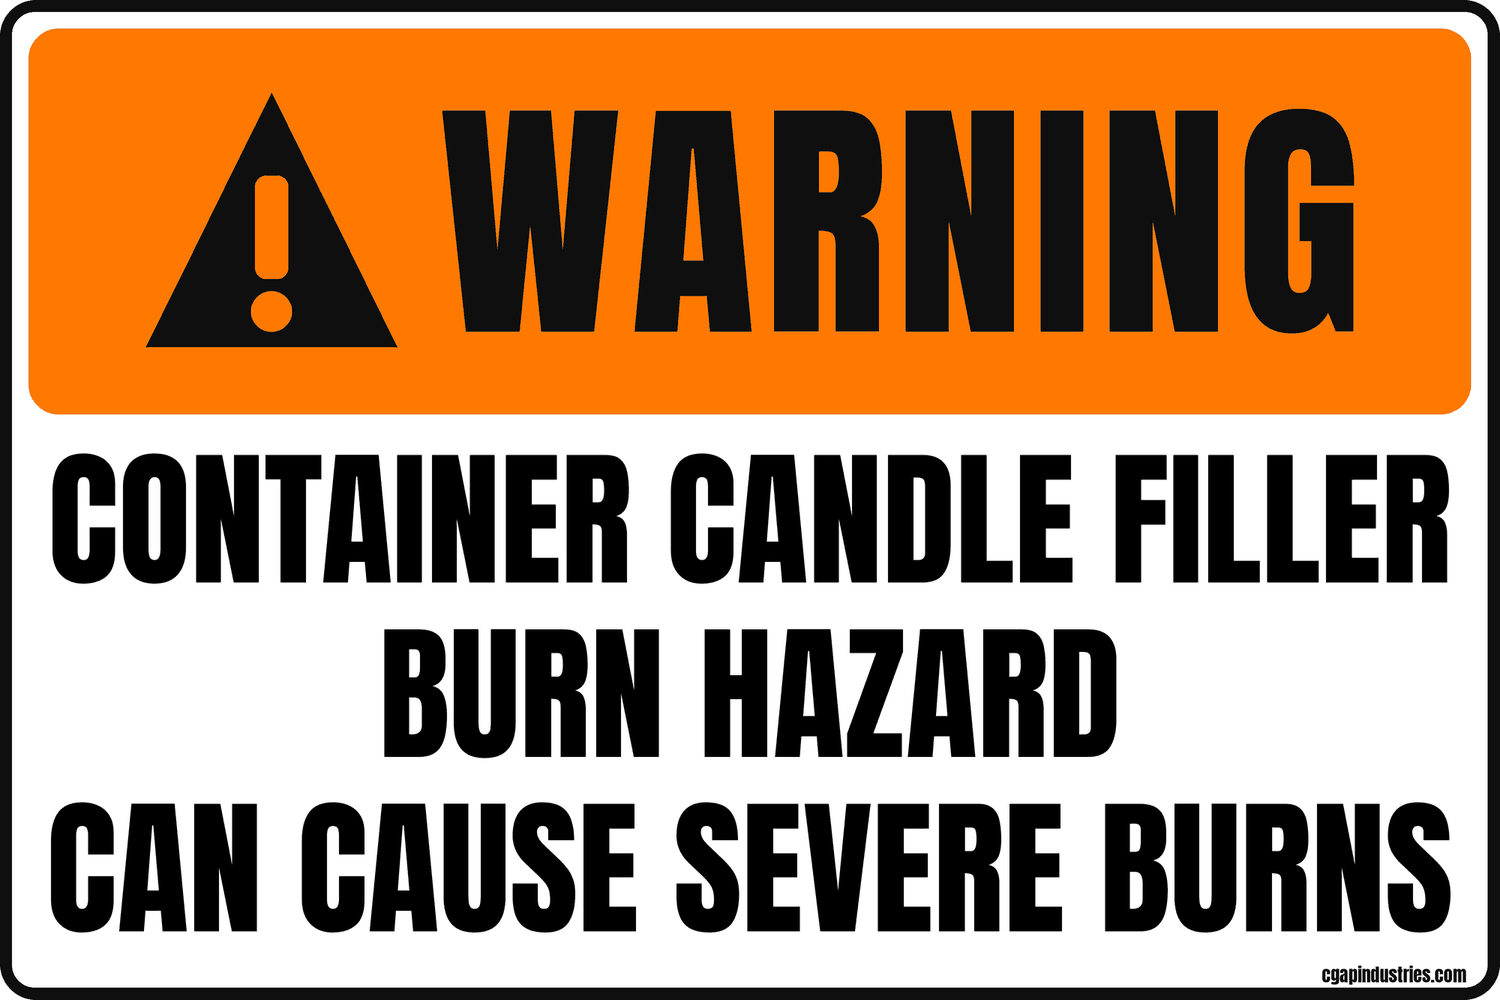 WARNING
CONTAINER CANDLE FILLER
BURN HAZARD
CAN CAUSE SEVERE BURNS
cgapindustries.com